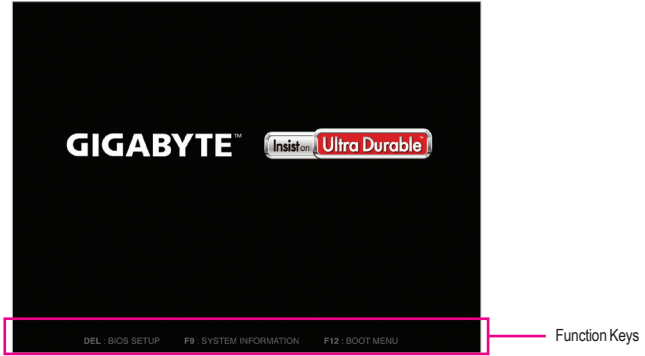 GIGABYTE™
Insist on Ultra Durable™
DEL : BIOS SETUP F9 : SYSTEM INFORMATION F12 : BOOT MENU
Function Keys